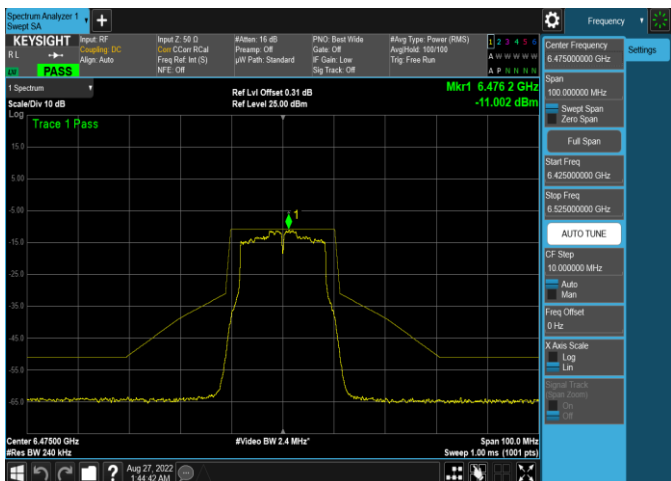 Spectrum Analyzer 1
Swept SA
+
Frequency
KEYSIGHT
RL
PASS
Input: RF
Coupling: DC
Align: Auto
Input Z: 50 Ω
Corr CCorr RCal
Freq Ref: Int (S)
NFE: Off
#Atten: 16 dB
Preamp: Off
µW Path: Standard
PNO: Best Wide
Gate: Off
IF Gain: Low
Sig Track: Off
#Avg Type: Power (RMS)
Avg|Hold: 100/100
Trig: Free Run
1 2 3 4 5 6
A W W W W W
A P N N N N
1 Spectrum
Scale/Div 10 dB
Ref Lvl Offset 0.31 dB
Ref Level 25.00 dBm
Mkr1 6.476 2 GHz
-11.002 dBm
Log
Trace 1 Pass
15.0
5.00
-5.00
-15.0
-25.0
-35.0
-45.0
-55.0
-65.0
1
Center 6.47500 GHz
#Res BW 240 kHz
#Video BW 2.4 MHz*
Span 100.0 MHz
Sweep 1.00 ms (1001 pts)
Center Frequency
6.475000000 GHz
Settings
Span
100.000000 MHz
Swept Span
Zero Span
Full Span
Start Freq
6.425000000 GHz
Stop Freq
6.525000000 GHz
AUTO TUNE
CF Step
10.000000 MHz
Auto
Man
Freq Offset
0 Hz
X Axis Scale
Log
Lin
Signal Track
(Span Zoom)
On
Off
?
Aug 27, 2022
1:44:42 AM